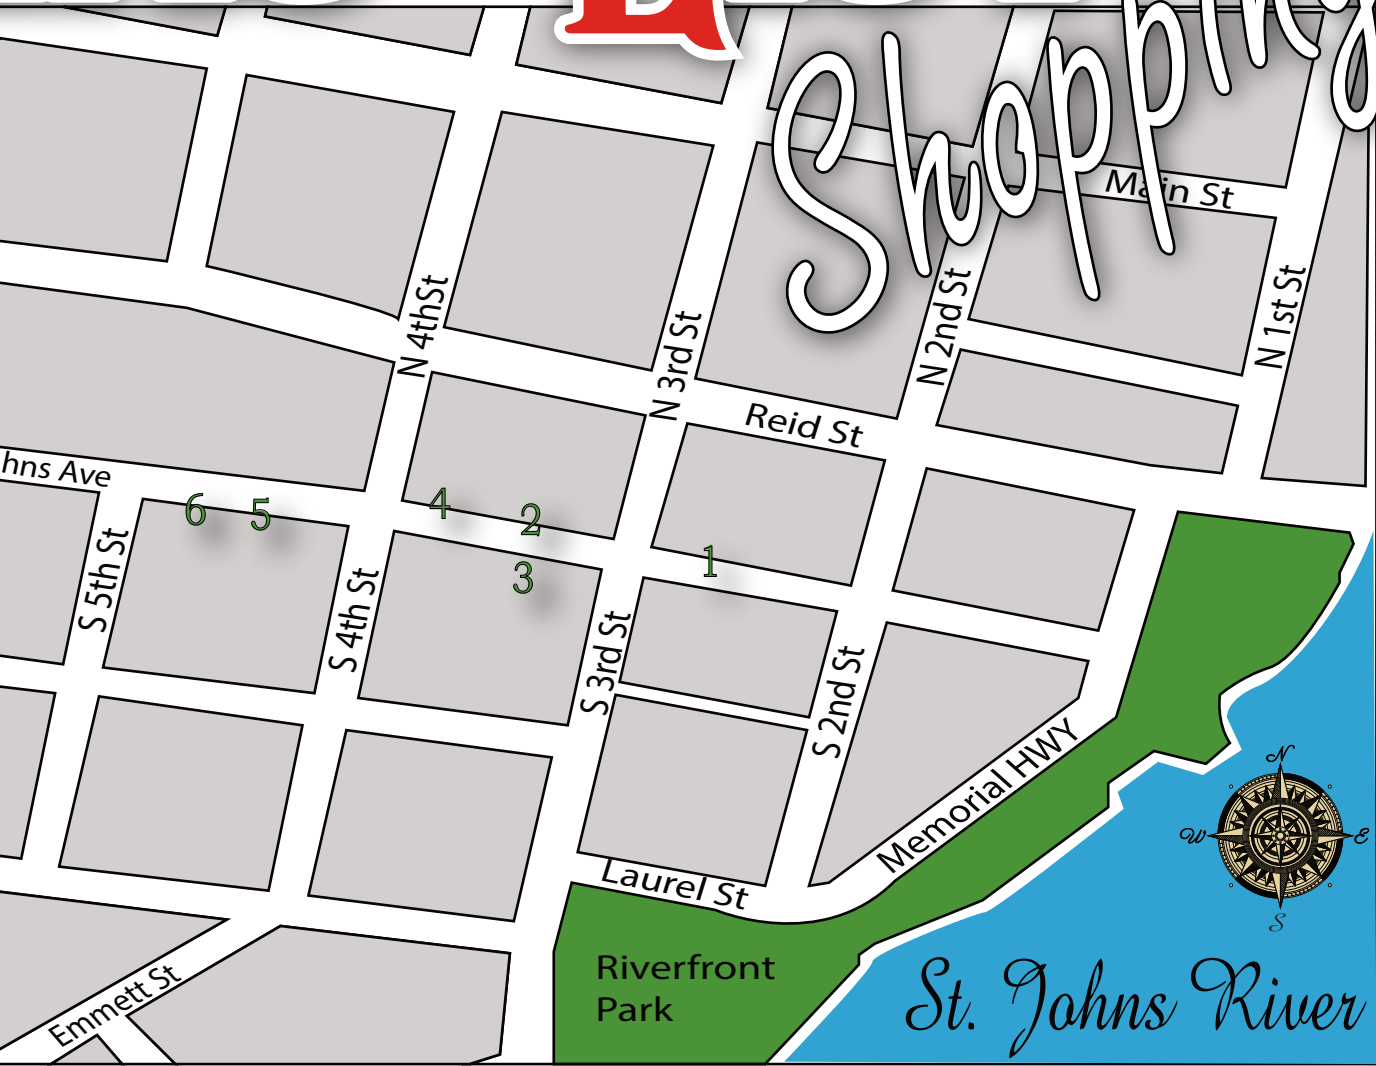 Shopping
Main St
N 4thSt
N 3rd St
N 2nd St
N 1st St
Reid St
hns Ave
6
5
4
2
3
1
S 5th St
S 4th St
S 3rd St
S 2nd St
Memorial HWY
Laurel St
Emmett St
Riverfront
Park
N
W
E
S
St. Johns River